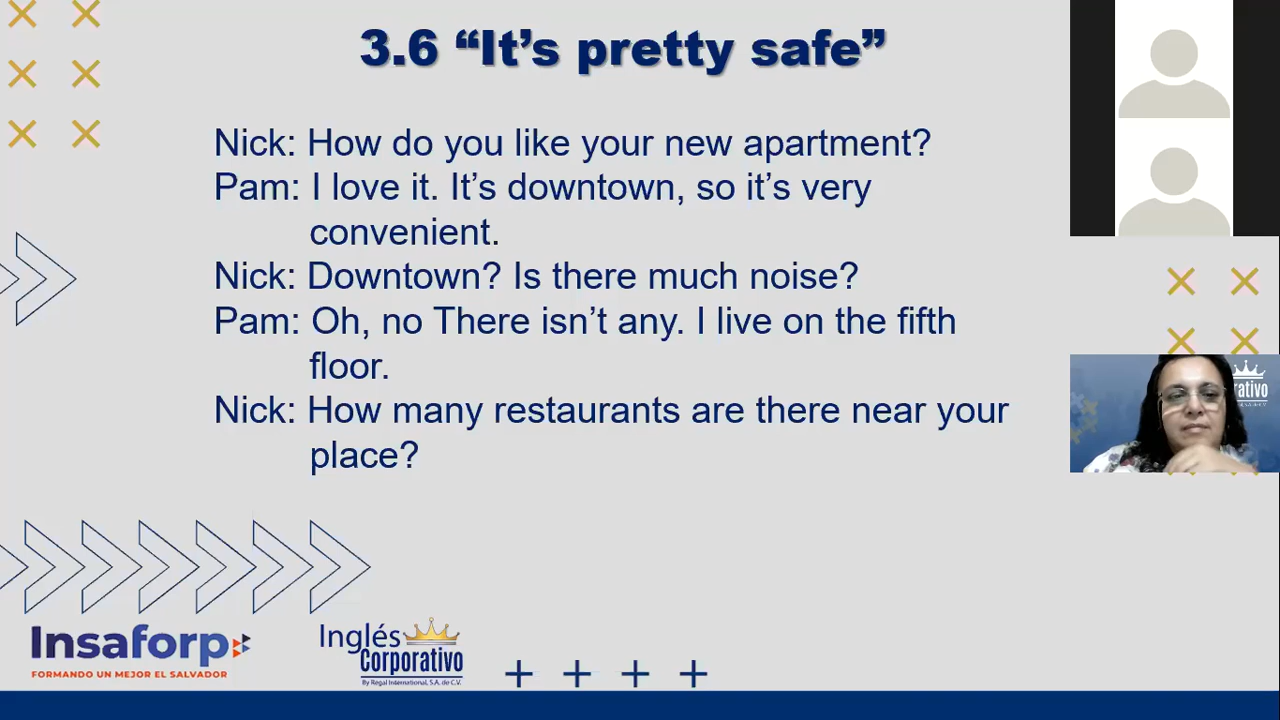 3.6 “It’s pretty safe”
Nick: How do you like your new apartment?
Pam: I love it. It’s downtown, so it’s very
convenient.
Nick: Downtown? Is there much noise?
Pam: Oh, no There isn’t any. I live on the fifth
floor.
Nick: How many restaurants are there near your
place?
rativo
Insaforp
FORMANDO UN MEJOR EL SALVADOR
Inglés
Corporativo
By Regal International, S.A. de C.V.